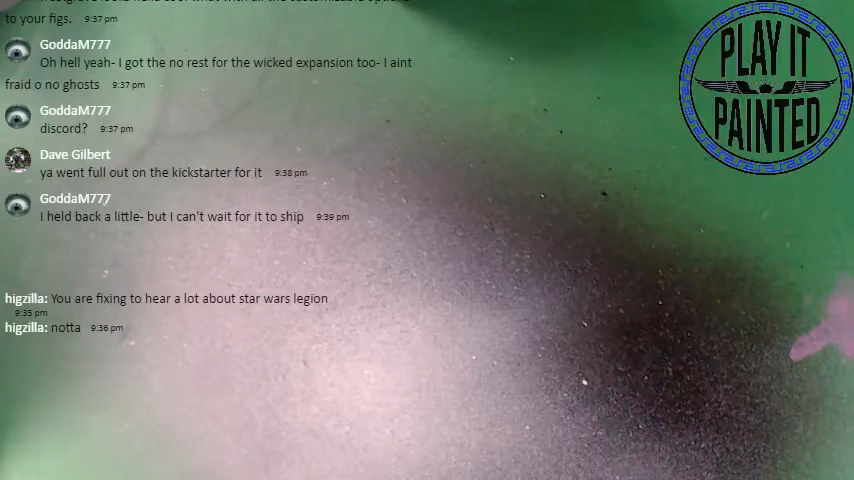 to your figs. 9:37 pm
GoddaM777
Oh hell yeah- I got the no rest for the wicked expansion too- I aint
fraid o no ghosts 9:37 pm
GoddaM777
discord? 9:37 pm
Dave Gilbert
ya went full out on the kickstarter for it 9:38 pm
GoddaM777
I held back a little- but I can't wait for it to ship 9:39 pm
higzilla: You are fixing to hear a lot about star wars legion
9:35 pm
higzilla: notta 9:36 pm
PLAY IT
PAINTED